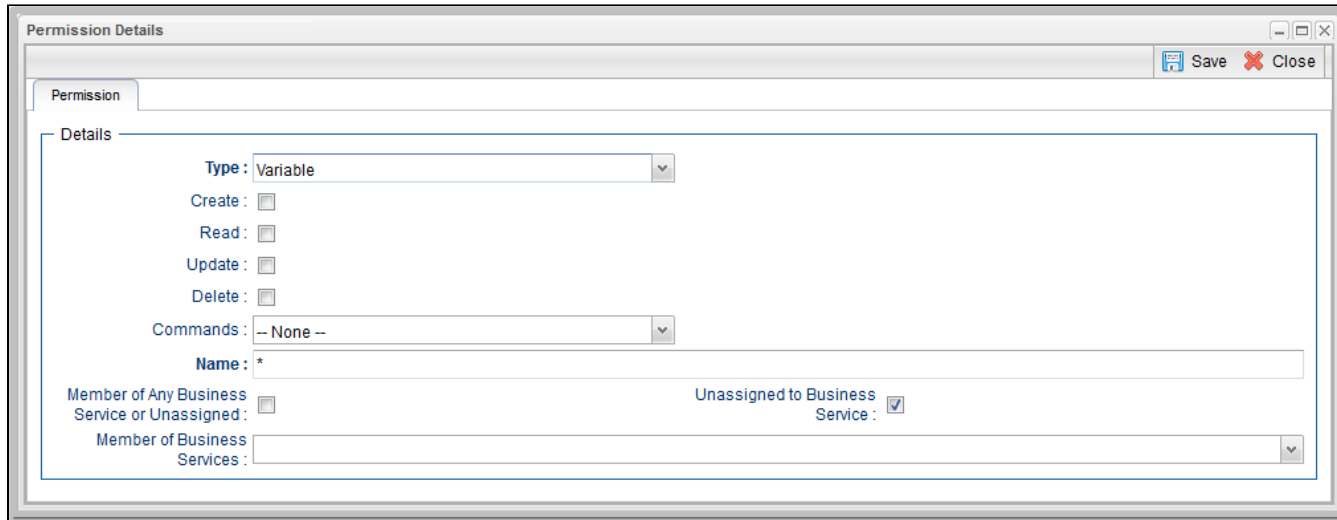 Permission Details
Save Close
Permission
Details
Type : Variable
Create :
Read :
Update :
Delete :
Commands : -- None --
Name : *
Member of Any Business
Service or Unassigned :
Unassigned to Business
Service :
Member of Business
Services :